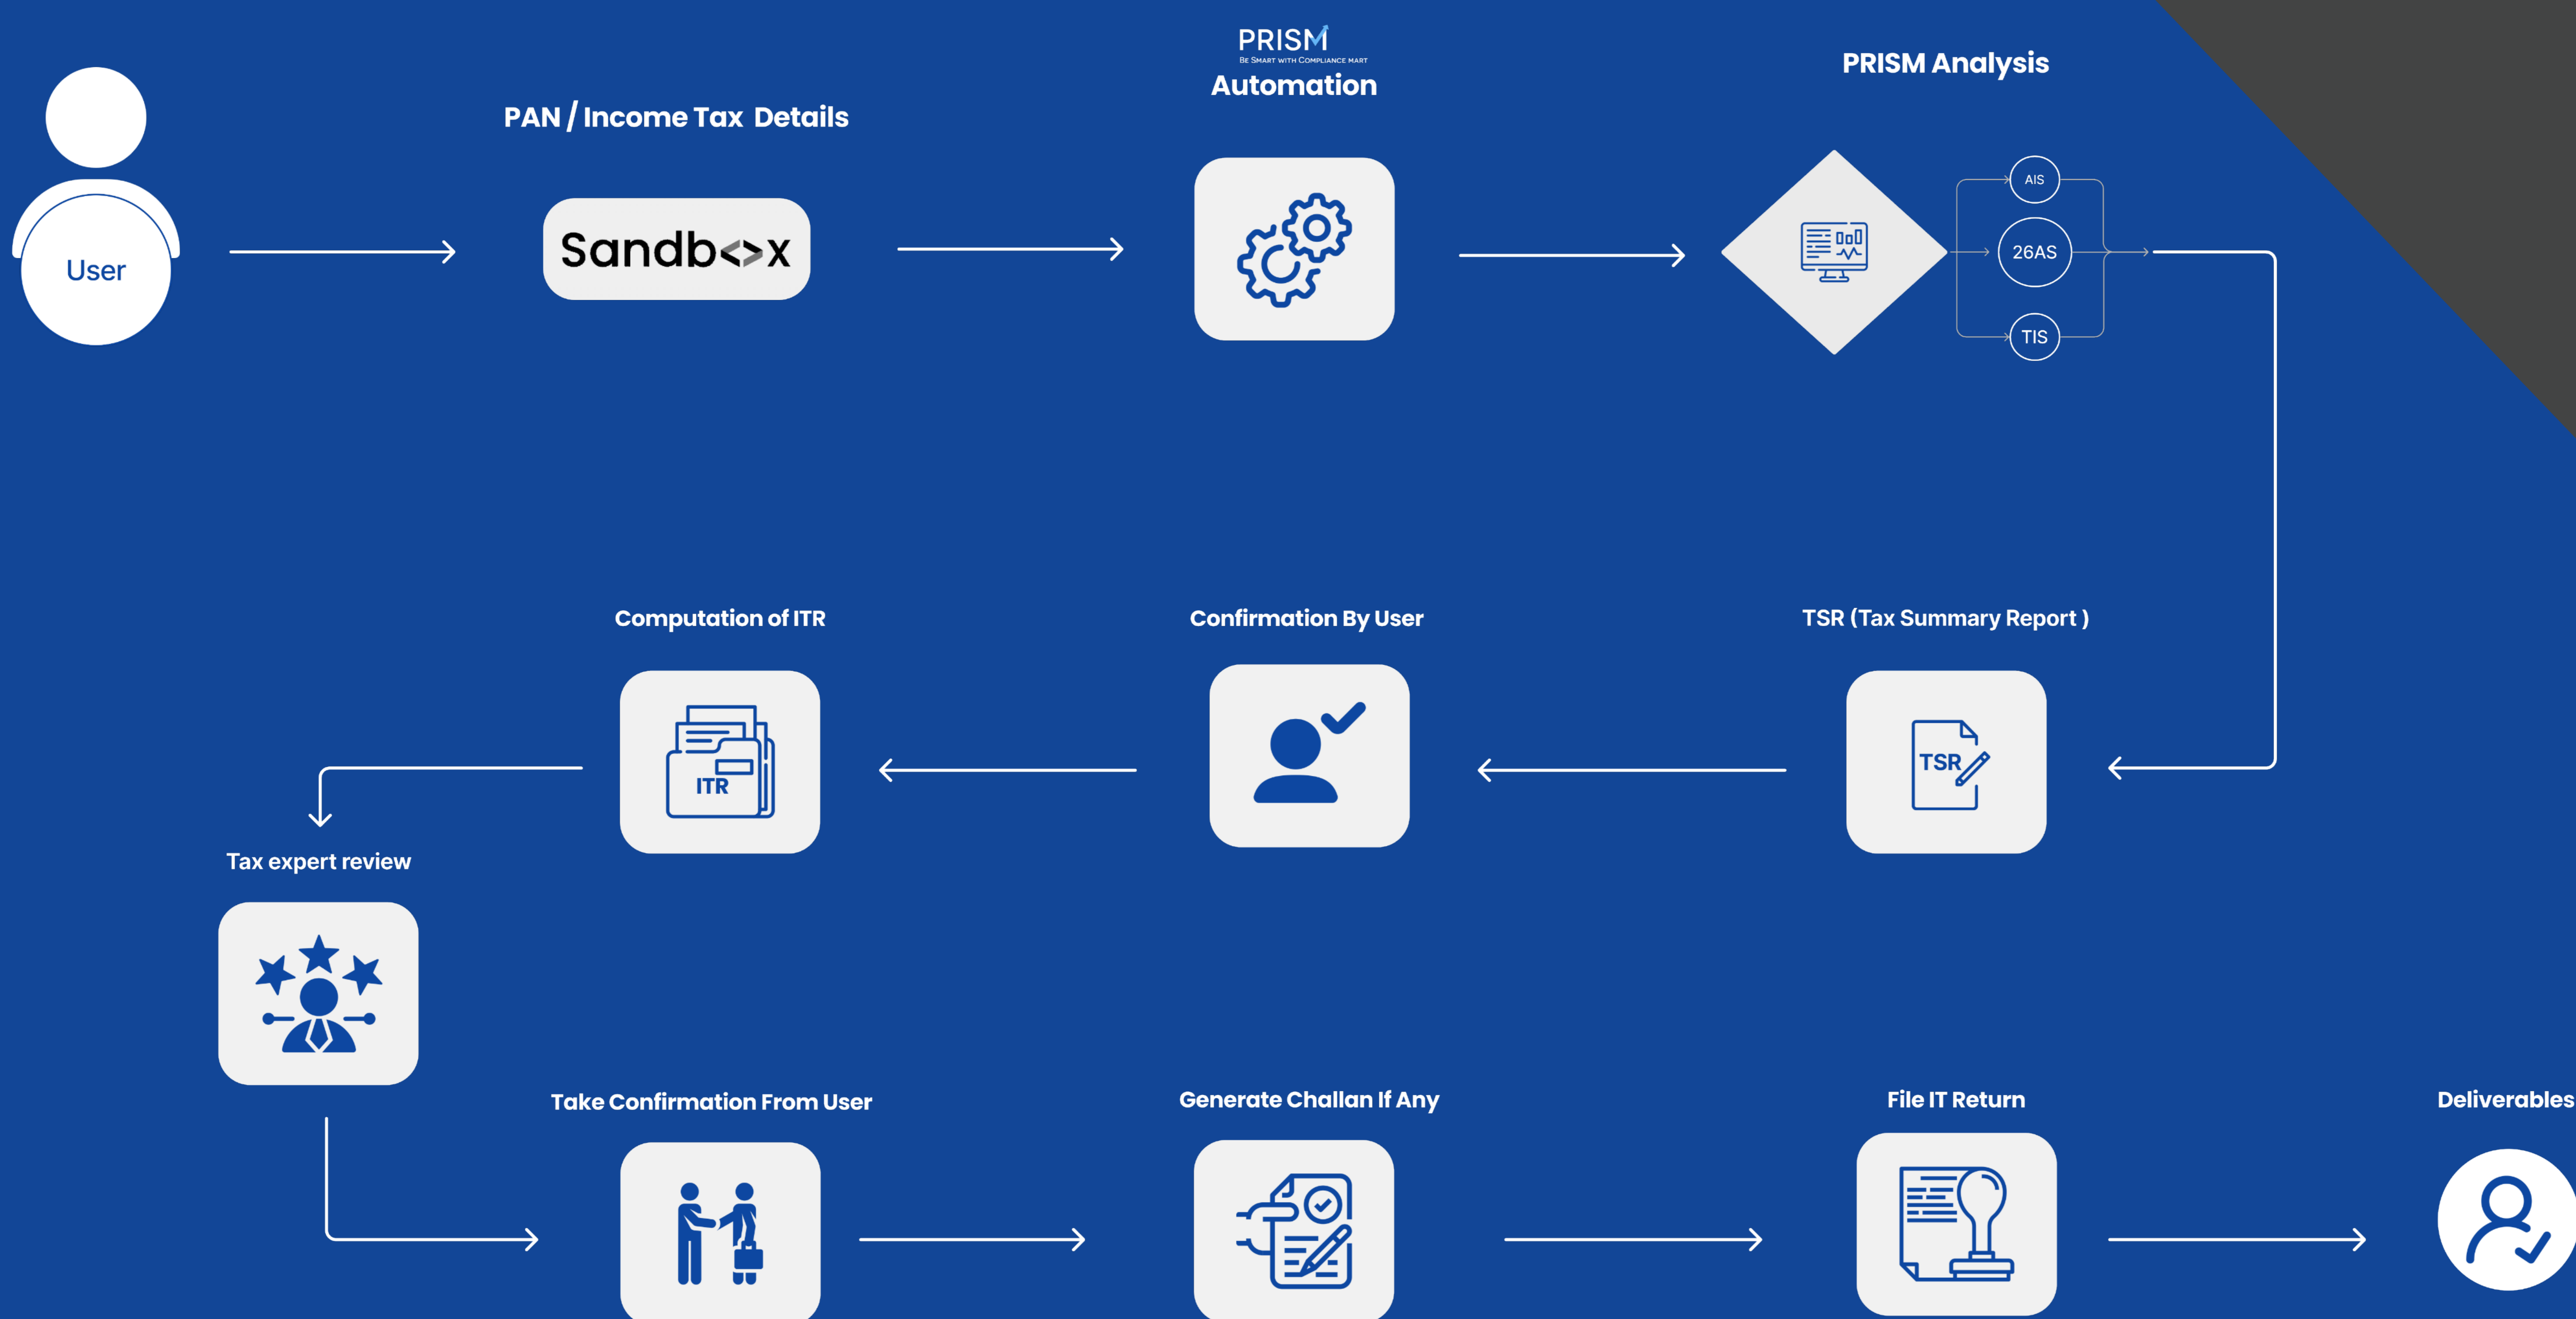 PRISM
BE SMART WITH COMPLIANCE MART
Automation
PRISM Analysis
PAN / Income Tax Details
User
Sandb<>x
AIS
26AS
TIS
Computation of ITR
Confirmation By User
TSR (Tax Summary Report )
ITR
TSR
Tax expert review
Take Confirmation From User
Generate Challan If Any
File IT Return
Deliverables